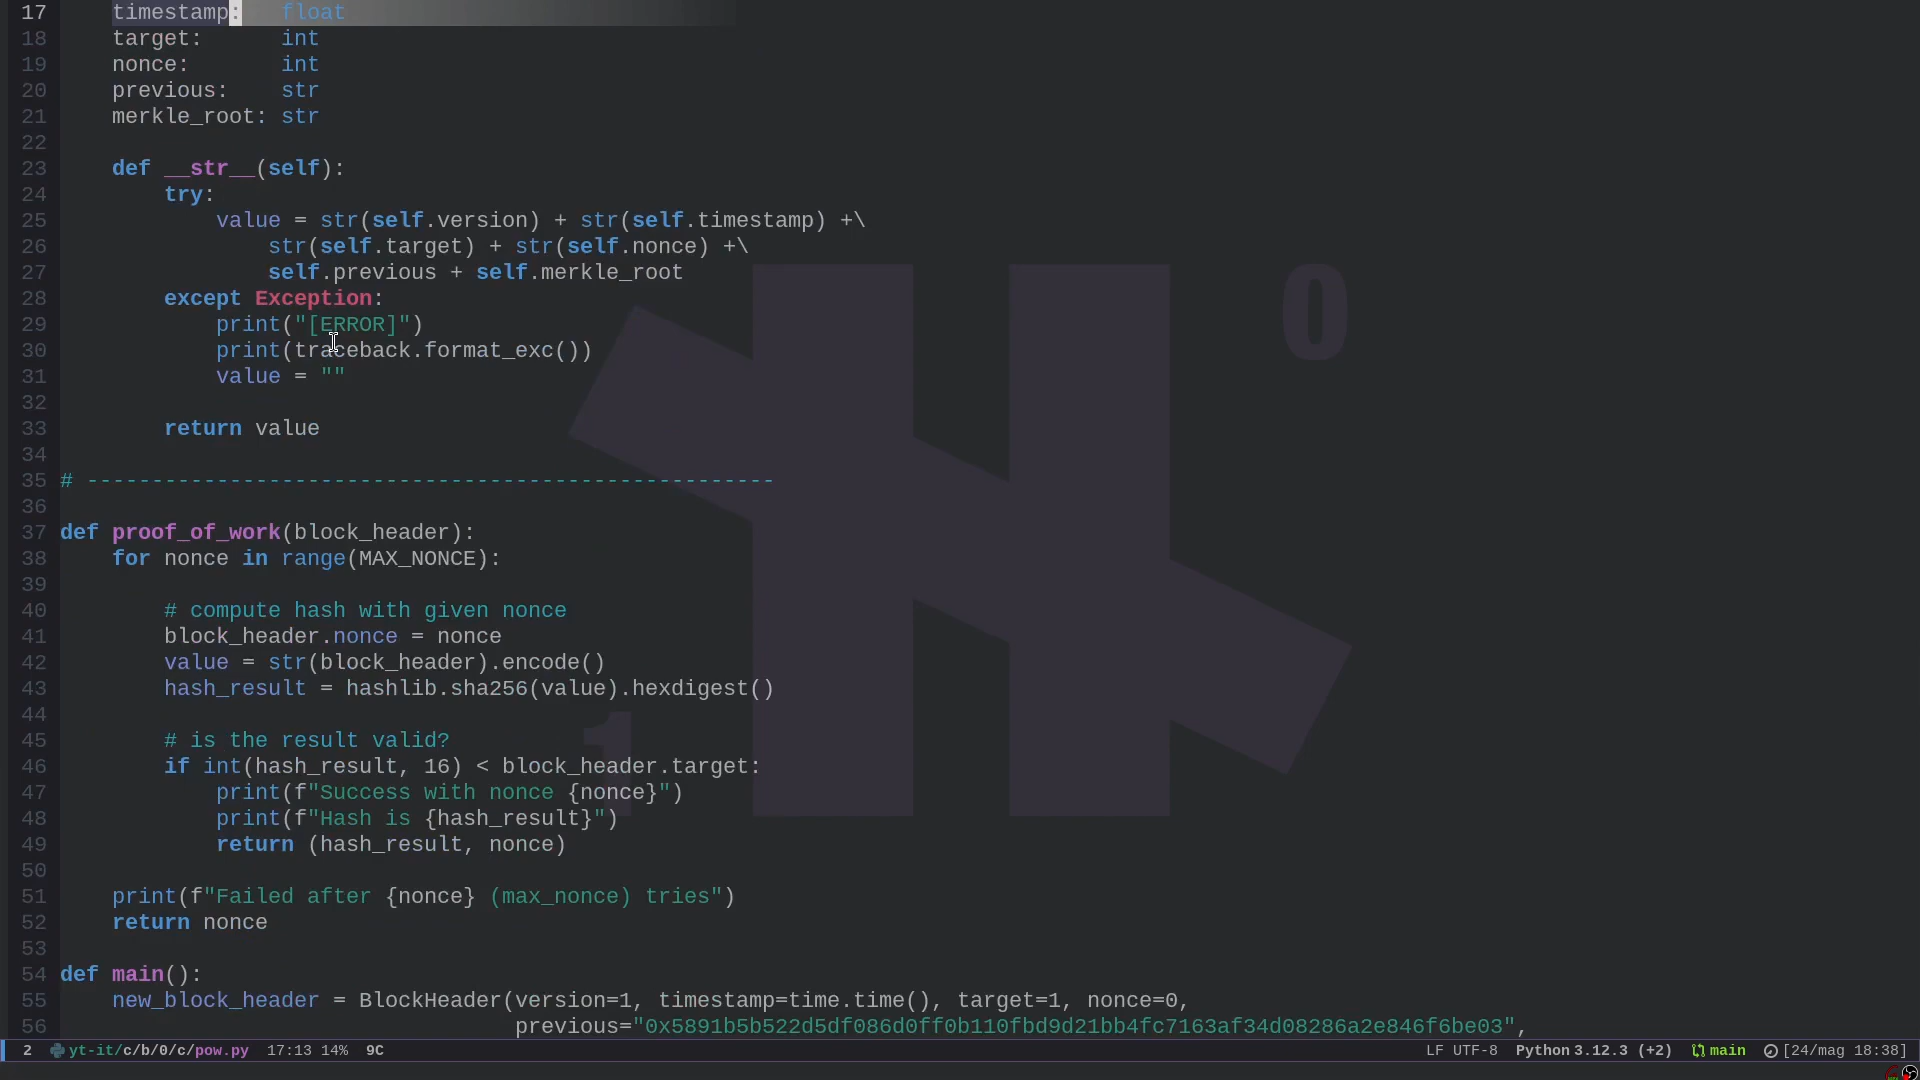 17 timestamp: float
18 target: int
19 nonce: int
20 previous: str
21 merkle_root: str
22
23 def __str__(self):
24 try:
25 value = str(self.version) + str(self.timestamp) +\
26 str(self.target) + str(self.nonce) +\
27 self.previous + self.merkle_root
28 except Exception:
29 print("[ERROR]")
30 print(traceback.format_exc())
31 value = ""
32
33 return value
34
35 # -----------------------------------------------------
36
37 def proof_of_work(block_header):
38 for nonce in range(MAX_NONCE):
39
40 # compute hash with given nonce
41 block_header.nonce = nonce
42 value = str(block_header).encode()
43 hash_result = hashlib.sha256(value).hexdigest()
44
45 # is the result valid?
46 if int(hash_result, 16) < block_header.target:
47 print(f"Success with nonce {nonce}")
48 print(f"Hash is {hash_result}")
49 return (hash_result, nonce)
50
51 print(f"Failed after {nonce} (max_nonce) tries")
52 return nonce
53
54 def main():
55 new_block_header = BlockHeader(version=1, timestamp=time.time(), target=1, nonce=0,
56 previous="0x5891b5b522d5df086d0ff0b110fbd9d21bb4fc7163af34d08286a2e846f6be03",
2 yt-it/c/b/0/c/pow.py 17:13 14% 9C LF UTF-8 Python 3.12.3 (+2) main [24/mag 18:38]
0
1